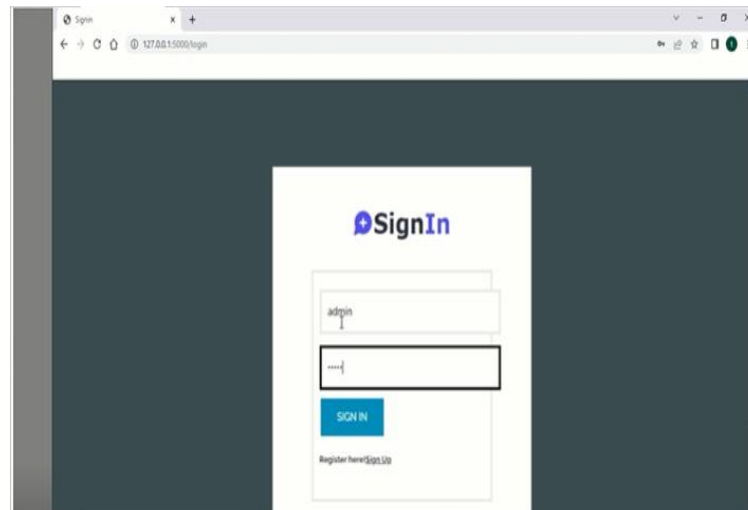 Signin
127.0.0.1:5000/login
SignIn
admin
•••••
SIGN IN
Register here!Sign Up